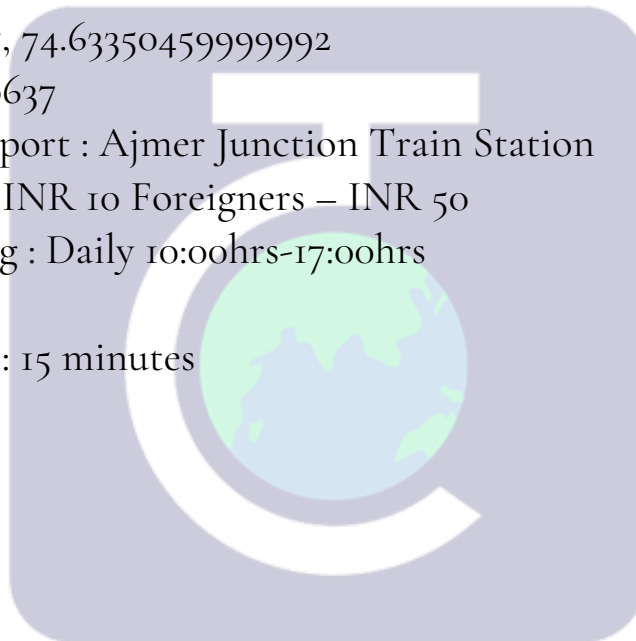 , 74.63350459999992
637
port : Ajmer Junction Train Station
INR 10 Foreigners – INR 50
g : Daily 10:00hrs-17:00hrs
: 15 minutes